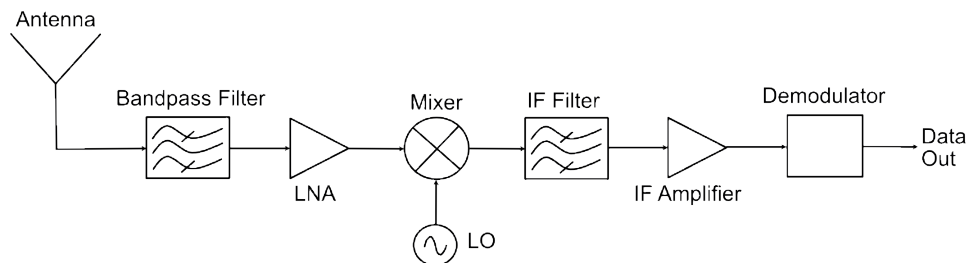 Antenna
Bandpass Filter
LNA
Mixer
LO
IF Filter
IF Amplifier
Demodulator
Data
Out